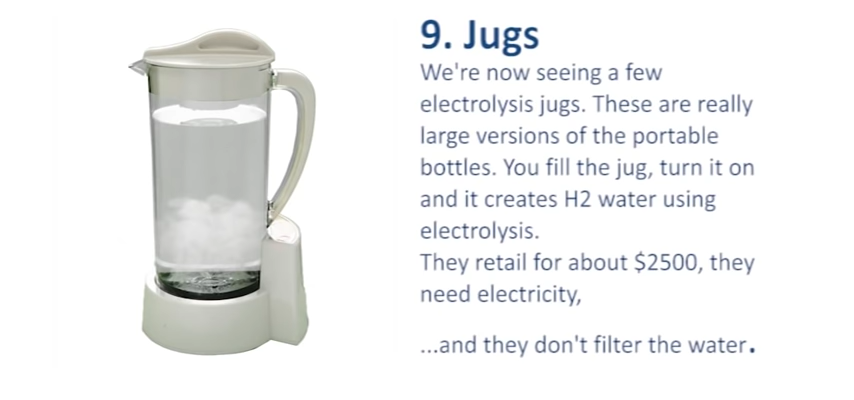 9. Jugs
We're now seeing a few
electrolysis jugs. These are really
large versions of the portable
bottles. You fill the jug, turn it on
and it creates H2 water using
electrolysis.
They retail for about $2500, they
need electricity,
...and they don't filter the water.